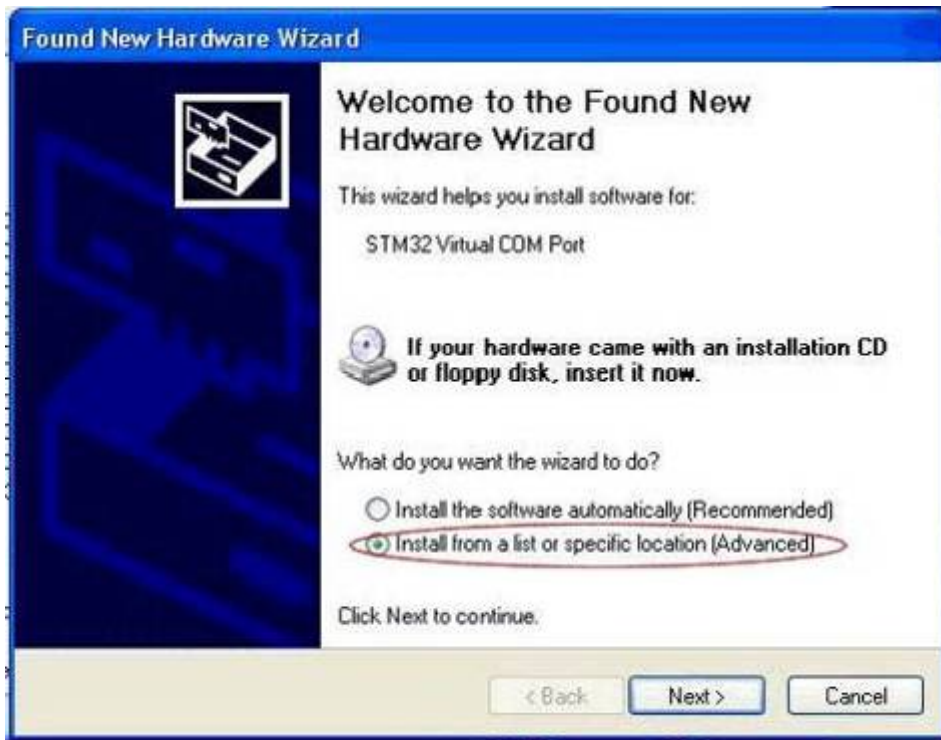 Found New Hardware Wizard
Welcome to the Found New
Hardware Wizard
This wizard helps you install software for:
STM32 Virtual COM Port
If your hardware came with an installation CD
or floppy disk, insert it now.
What do you want the wizard to do?
Install the software automatically (Recommended)
Install from a list or specific location (Advanced)
Click Next to continue.
< Back
Next >
Cancel